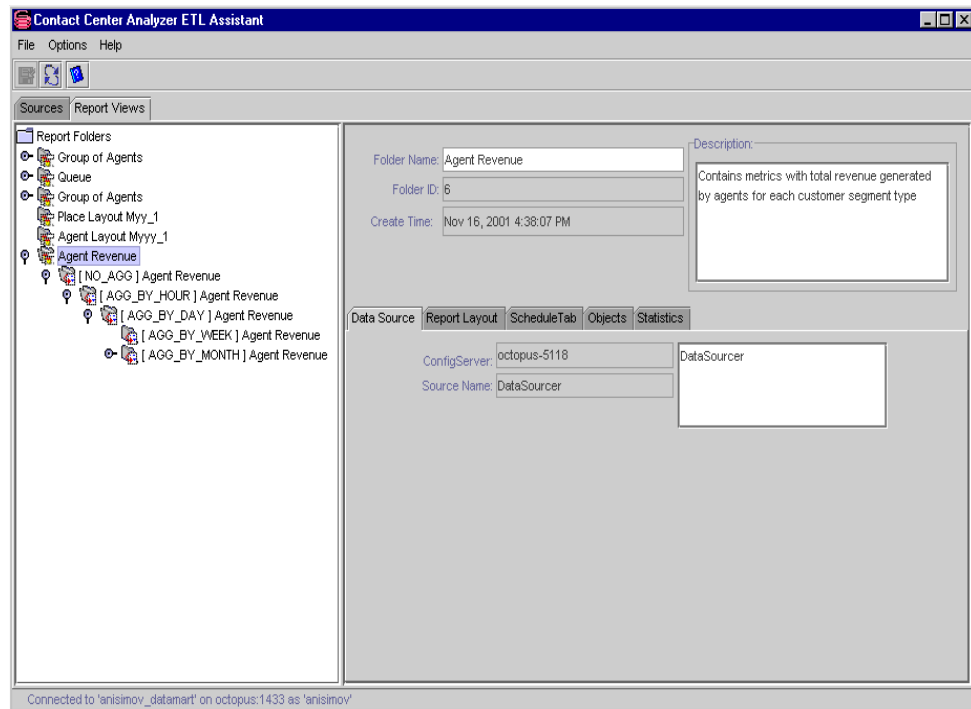 Contact Center Analyzer ETL Assistant
File Options Help
Sources Report Views
Report Folders
Group of Agents
Queue
Group of Agents
Place Layout Myy_1
Agent Layout Myyy_1
Agent Revenue
[ NO_AGG ] Agent Revenue
[ AGG_BY_HOUR ] Agent Revenue
[ AGG_BY_DAY ] Agent Revenue
[ AGG_BY_WEEK ] Agent Revenue
[ AGG_BY_MONTH ] Agent Revenue
Folder Name: Agent Revenue
Folder ID: 6
Create Time: Nov 16, 2001 4:38:07 PM
Description:
Contains metrics with total revenue generated
by agents for each customer segment type
Data Source Report Layout ScheduleTab Objects Statistics
ConfigServer: octopus-5118
Source Name: DataSourcer
DataSourcer
Connected to 'anisimov_datamart' on octopus:1433 as 'anisimov'